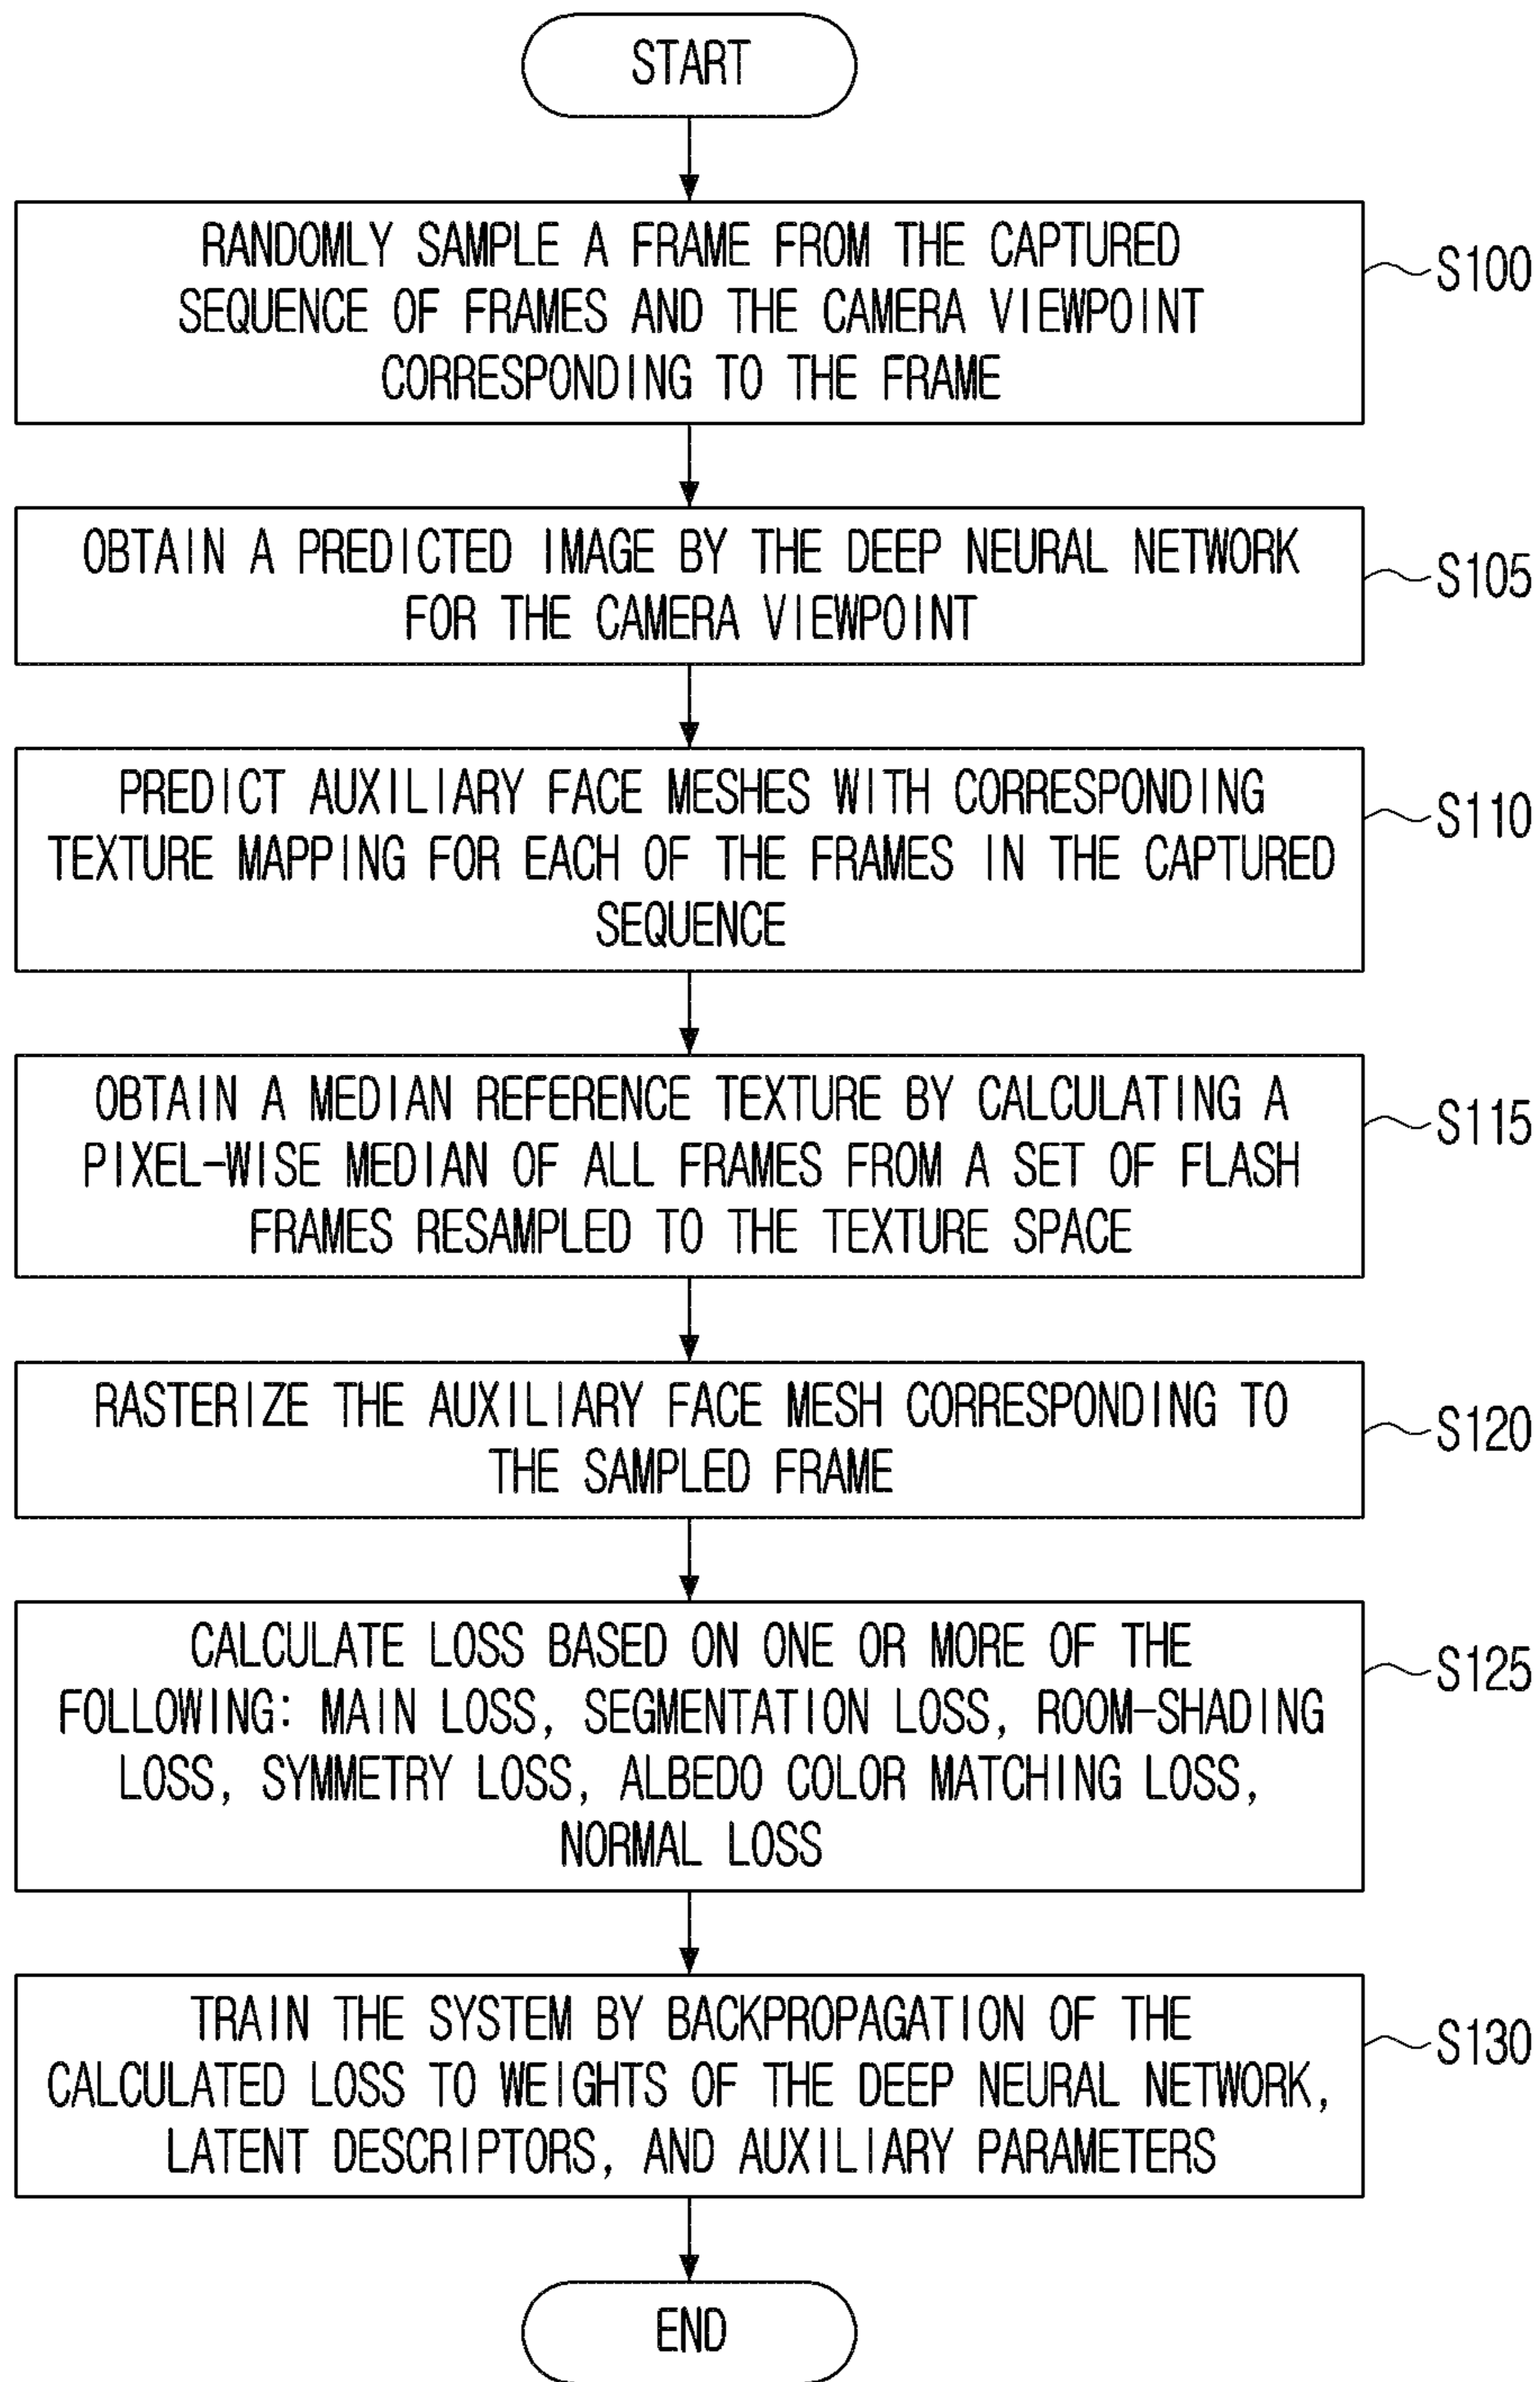 START
RANDOMLY SAMPLE A FRAME FROM THE CAPTURED
SEQUENCE OF FRAMES AND THE CAMERA VIEWPOINT
CORRESPONDING TO THE FRAME
S100
OBTAIN A PREDICTED IMAGE BY THE DEEP NEURAL NETWORK
FOR THE CAMERA VIEWPOINT
S105
PREDICT AUXILIARY FACE MESHES WITH CORRESPONDING
TEXTURE MAPPING FOR EACH OF THE FRAMES IN THE CAPTURED
SEQUENCE
S110
OBTAIN A MEDIAN REFERENCE TEXTURE BY CALCULATING A
PIXEL-WISE MEDIAN OF ALL FRAMES FROM A SET OF FLASH
FRAMES RESAMPLED TO THE TEXTURE SPACE
S115
RASTERIZE THE AUXILIARY FACE MESH CORRESPONDING TO
THE SAMPLED FRAME
S120
CALCULATE LOSS BASED ON ONE OR MORE OF THE
FOLLOWING: MAIN LOSS, SEGMENTATION LOSS, ROOM-SHADING
LOSS, SYMMETRY LOSS, ALBEDO COLOR MATCHING LOSS,
NORMAL LOSS
S125
TRAIN THE SYSTEM BY BACKPROPAGATION OF THE
CALCULATED LOSS TO WEIGHTS OF THE DEEP NEURAL NETWORK,
LATENT DESCRIPTORS, AND AUXILIARY PARAMETERS
S130
END